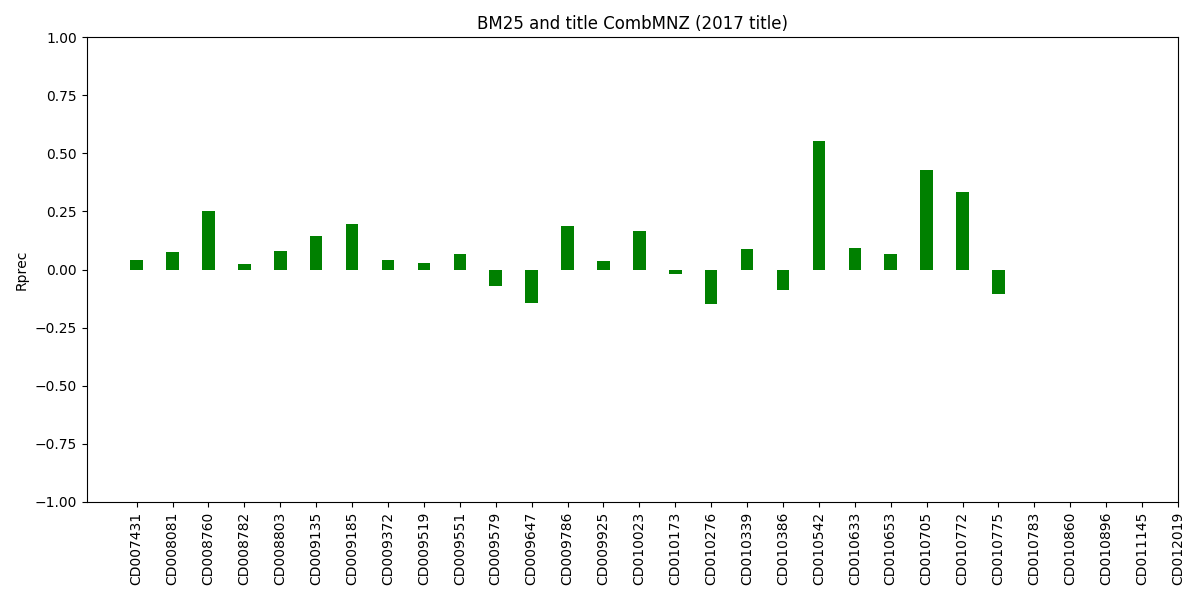 BM25 and title CombMNZ (2017 title)
1.00
0.75
0.50
0.25
0.00
−0.25
−0.50
−0.75
−1.00
Rprec
CD007431
CD008081
CD008760
CD008782
CD008803
CD009135
CD009185
CD009372
CD009519
CD009551
CD009579
CD009647
CD009786
CD009925
CD010023
CD010173
CD010276
CD010339
CD010386
CD010542
CD010633
CD010653
CD010705
CD010772
CD010775
CD010783
CD010860
CD010896
CD011145
CD012019